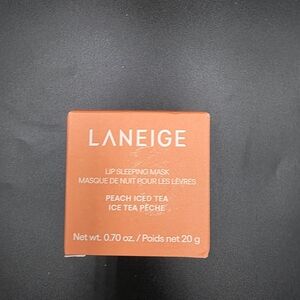 LANEIGE
LIP SLEEPING MASK
MASQUE DE NUIT POUR LES LÈVRES
PEACH ICED TEA
ICE TEA PÊCHE
Net wt. 0.70 oz. / Poids net 20 g